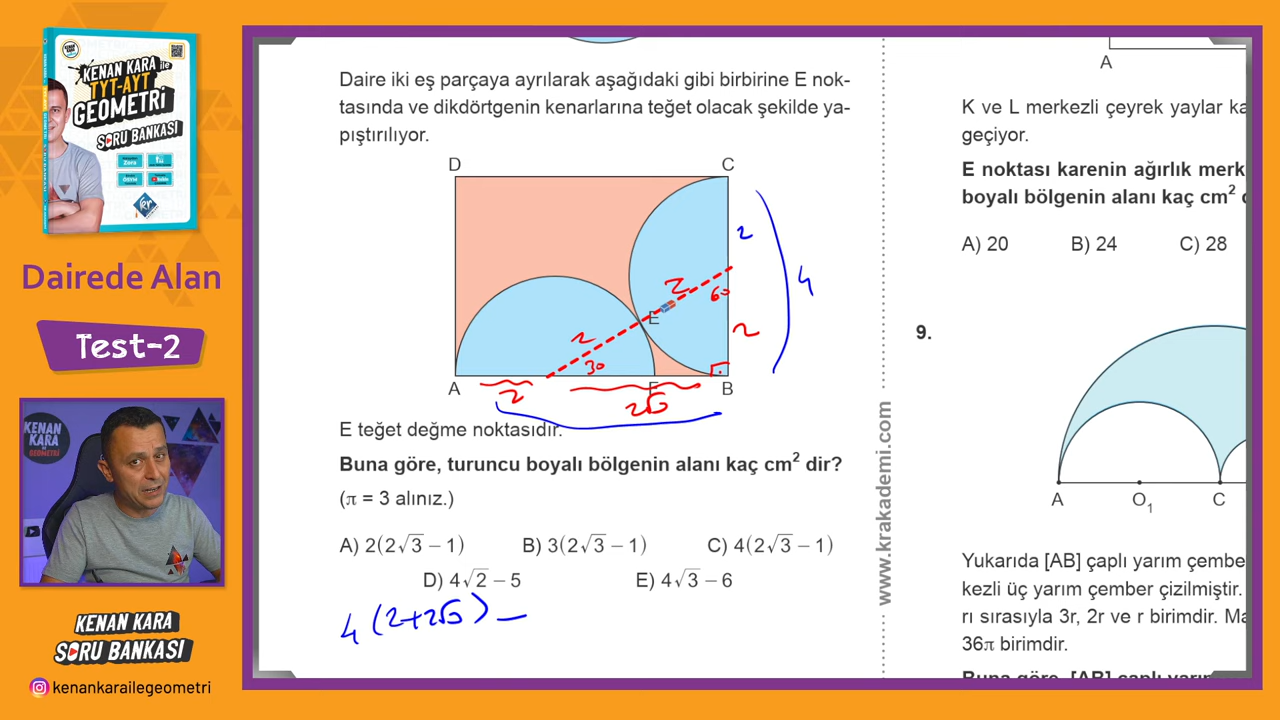 KENAN KARA ile
TYT-AYT
GEOMETRİ
SORU BANKASI
Dairede Alan
Test-2
KENAN
KARA
GEOMETRİ
KENAN KARA
SORU BANKASI
kenankarailegeometri
Daire iki eş parçaya ayrılarak aşağıdaki gibi birbirine E nok-
tasında ve dikdörtgenin kenarlarına teğet olacak şekilde ya-
pıştırılıyor.
D
C
2
4
2
60
E
2
2
30
A
F
B
2
2√3
E teğet değme noktasıdır.
Buna göre, turuncu boyalı bölgenin alanı kaç cm² dir?
(π = 3 alınız.)
A) 2(2√3 − 1) B) 3(2√3 − 1) C) 4(2√3 − 1)
D) 4√2 − 5 E) 4√3 − 6
4(2+2√3) −
www.krakademi.com
A
K ve L merkezli çeyrek yaylar ka
geçiyor.
E noktası karenin ağırlık merk
boyalı bölgenin alanı kaç cm²
A) 20 B) 24 C) 28
9.
A O₁ C
Yukarıda [AB] çaplı yarım çembe
kezli üç yarım çember çizilmiştir.
rı sırasıyla 3r, 2r ve r birimdir. Ma
36π birimdir.
Buna göre, [AB] çaplı yarım